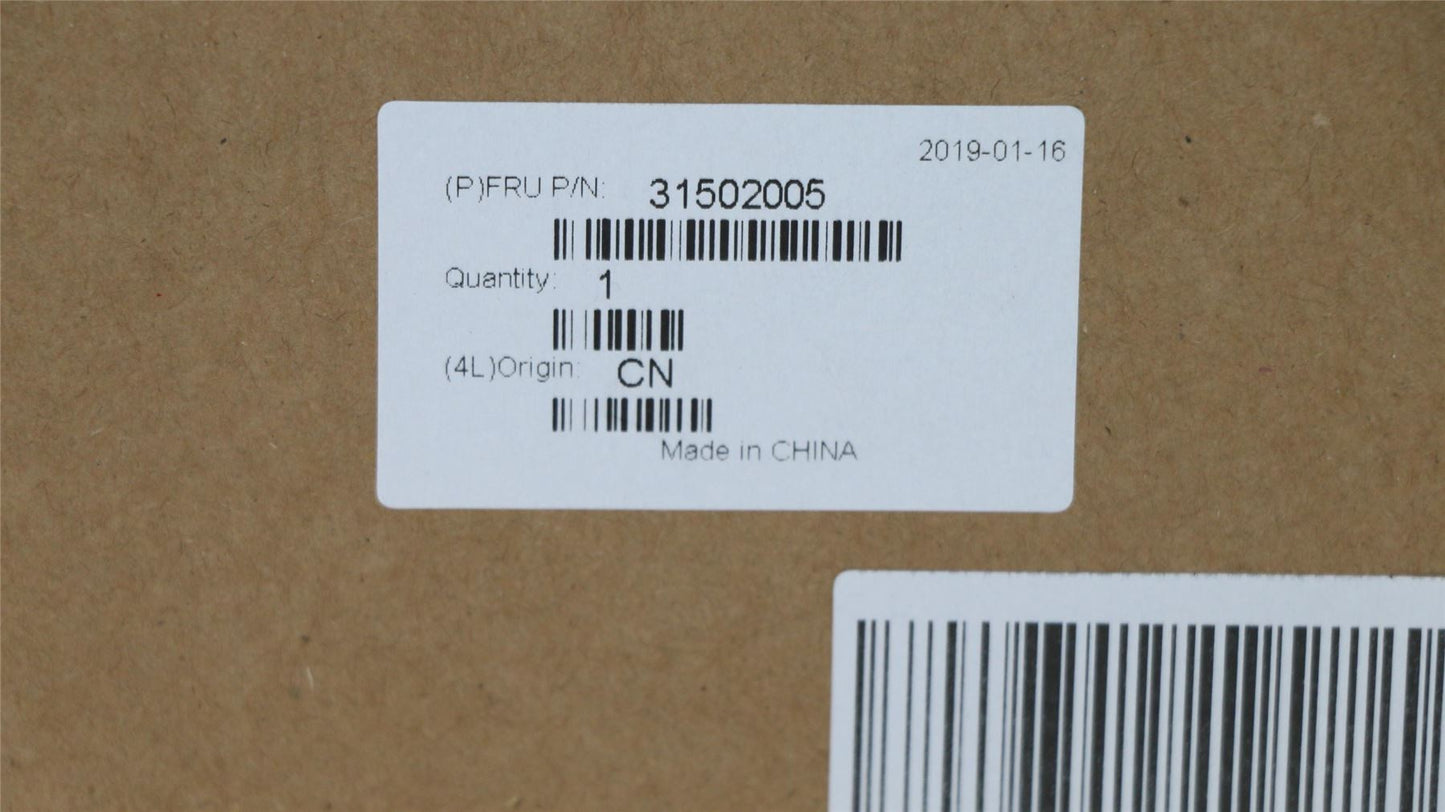 2019-01-16
(P)FRU P/N: 31502005
Quantity: 1
(4L)Origin: CN
Made in CHINA